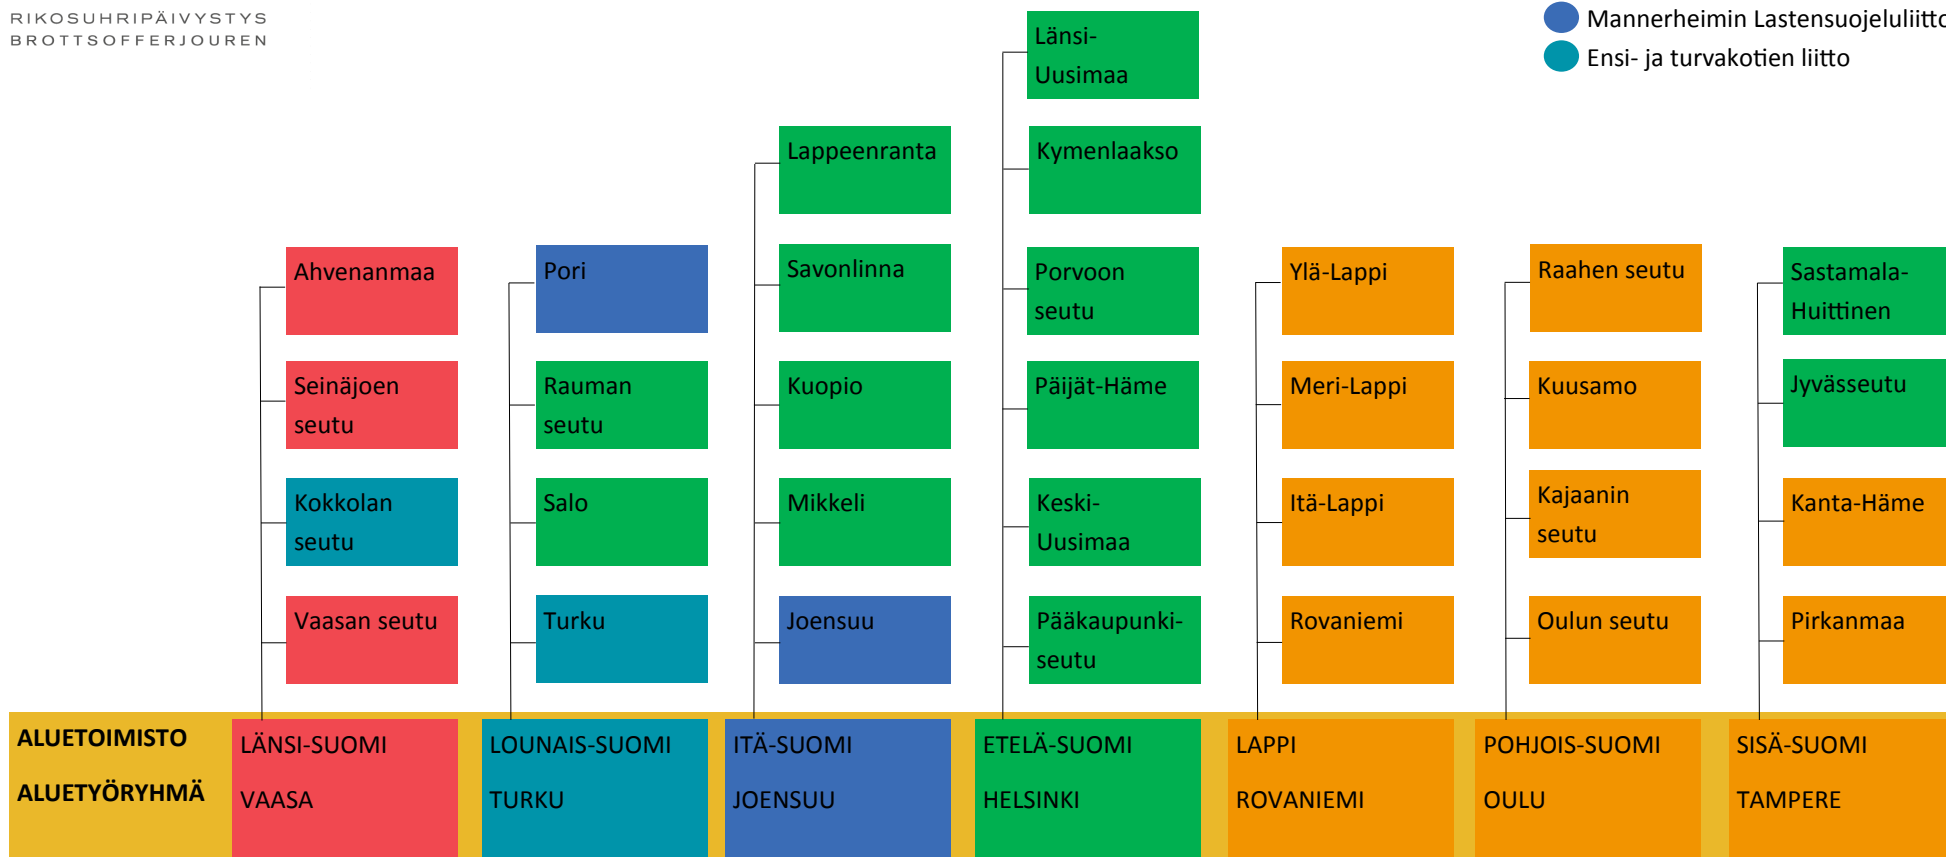 RIKOSUHRIPÄIVYSTYS
BROTTSOFFERJOUREN
Mannerheimin Lastensuojeluliitto
Ensi- ja turvakotien liitto
Ahvenanmaa
Seinäjoen
seutu
Kokkolan
seutu
Vaasan seutu
Pori
Rauman
seutu
Salo
Turku
Lappeenranta
Savonlinna
Kuopio
Mikkeli
Joensuu
Länsi-
Uusimaa
Kymenlaakso
Porvoon
seutu
Päijät-Häme
Keski-
Uusimaa
Pääkaupunki-
seutu
Ylä-Lappi
Meri-Lappi
Itä-Lappi
Rovaniemi
Raahen seutu
Kuusamo
Kajaanin
seutu
Oulun seutu
Sastamala-
Huittinen
Jyvässeutu
Kanta-Häme
Pirkanmaa
ALUETOIMISTO
ALUETYÖRYHMÄ
LÄNSI-SUOMI
VAASA
LOUNAIS-SUOMI
TURKU
ITÄ-SUOMI
JOENSUU
ETELÄ-SUOMI
HELSINKI
LAPPI
ROVANIEMI
POHJOIS-SUOMI
OULU
SISÄ-SUOMI
TAMPERE